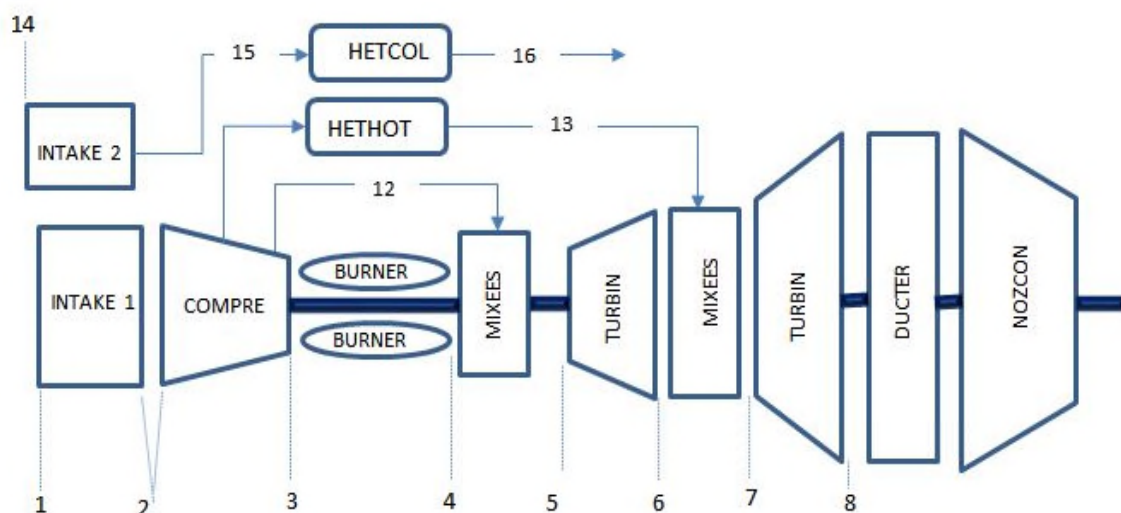 14
15
HETCOL
16
HETHOT
13
INTAKE 2
12
INTAKE 1
COMPRE
BURNER
BURNER
MIXEES
TURBIN
MIXEES
TURBIN
DUCTER
NOZCON
1
2
3
4
5
6
7
8